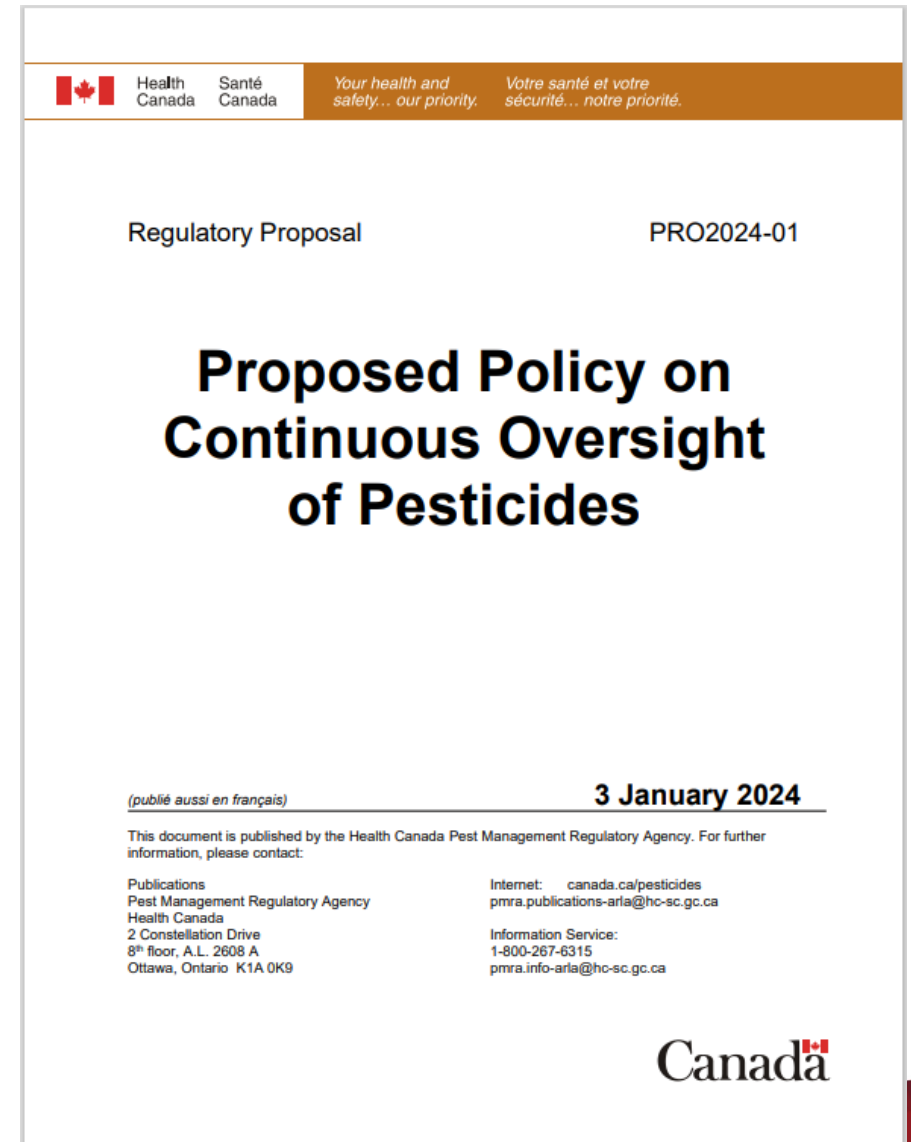 Health Canada
Santé Canada
Your health and safety... our priority.
Votre santé et votre sécurité... notre priorité.
Regulatory Proposal
PRO2024-01
Proposed Policy on
Continuous Oversight
of Pesticides
(publié aussi en français)
3 January 2024
This document is published by the Health Canada Pest Management Regulatory Agency. For further
information, please contact:
Publications
Pest Management Regulatory Agency
Health Canada
2 Constellation Drive
8th floor, A.L. 2608 A
Ottawa, Ontario K1A 0K9
Internet: canada.ca/pesticides
pmra.publications-arla@hc-sc.gc.ca
Information Service:
1-800-267-6315
pmra.info-arla@hc-sc.gc.ca
Canada